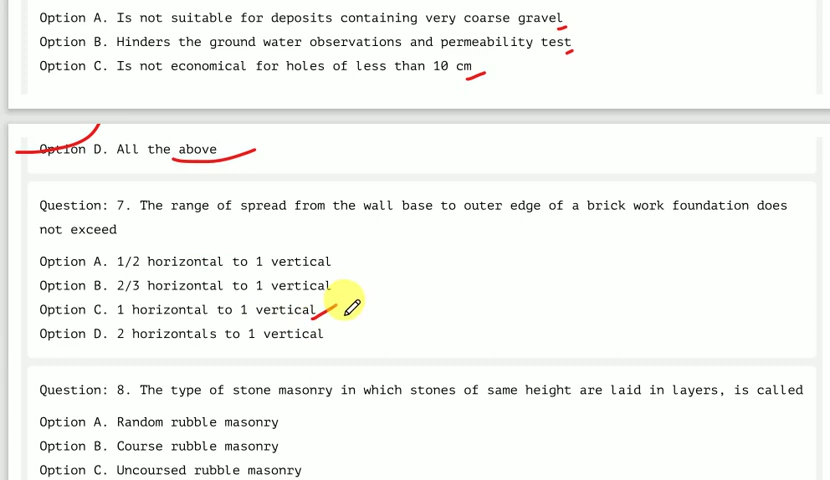 Option A. Is not suitable for deposits containing very coarse gravel
Option B. Hinders the ground water observations and permeability test
Option C. Is not economical for holes of less than 10 cm
Option D. All the above
Question: 7. The range of spread from the wall base to outer edge of a brick work foundation does
not exceed
Option A. 1/2 horizontal to 1 vertical
Option B. 2/3 horizontal to 1 vertical
Option C. 1 horizontal to 1 vertical
Option D. 2 horizontals to 1 vertical
Question: 8. The type of stone masonry in which stones of same height are laid in layers, is called
Option A. Random rubble masonry
Option B. Course rubble masonry
Option C. Uncoursed rubble masonry